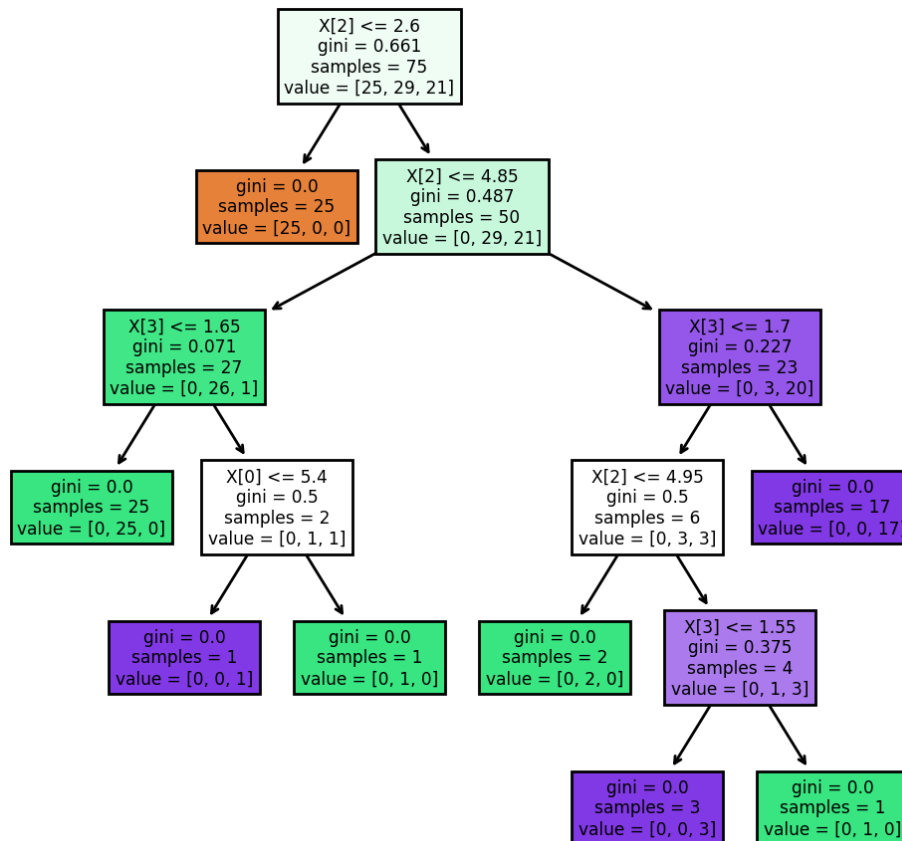 X[2] <= 2.6
gini = 0.661
samples = 75
value = [25, 29, 21]
gini = 0.0
samples = 25
value = [25, 0, 0]
X[2] <= 4.85
gini = 0.487
samples = 50
value = [0, 29, 21]
X[3] <= 1.65
gini = 0.071
samples = 27
value = [0, 26, 1]
X[3] <= 1.7
gini = 0.227
samples = 23
value = [0, 3, 20]
gini = 0.0
samples = 25
value = [0, 25, 0]
X[0] <= 5.4
gini = 0.5
samples = 2
value = [0, 1, 1]
X[2] <= 4.95
gini = 0.5
samples = 6
value = [0, 3, 3]
gini = 0.0
samples = 17
value = [0, 0, 17]
gini = 0.0
samples = 1
value = [0, 0, 1]
gini = 0.0
samples = 1
value = [0, 1, 0]
gini = 0.0
samples = 2
value = [0, 2, 0]
X[3] <= 1.55
gini = 0.375
samples = 4
value = [0, 1, 3]
gini = 0.0
samples = 3
value = [0, 0, 3]
gini = 0.0
samples = 1
value = [0, 1, 0]